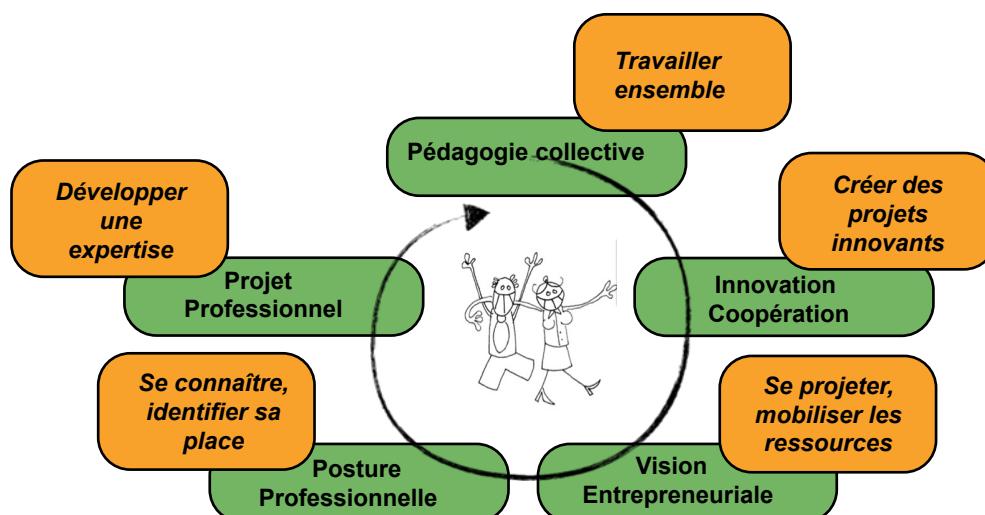 Travailler
ensemble
Pédagogie collective
Créer des
projets
innovants
Innovation
Coopération
Se projeter,
mobiliser les
ressources
Vision
Entrepreneuriale
Se connaître,
identifier sa
place
Posture
Professionnelle
Développer
une
expertise
Projet
Professionnel